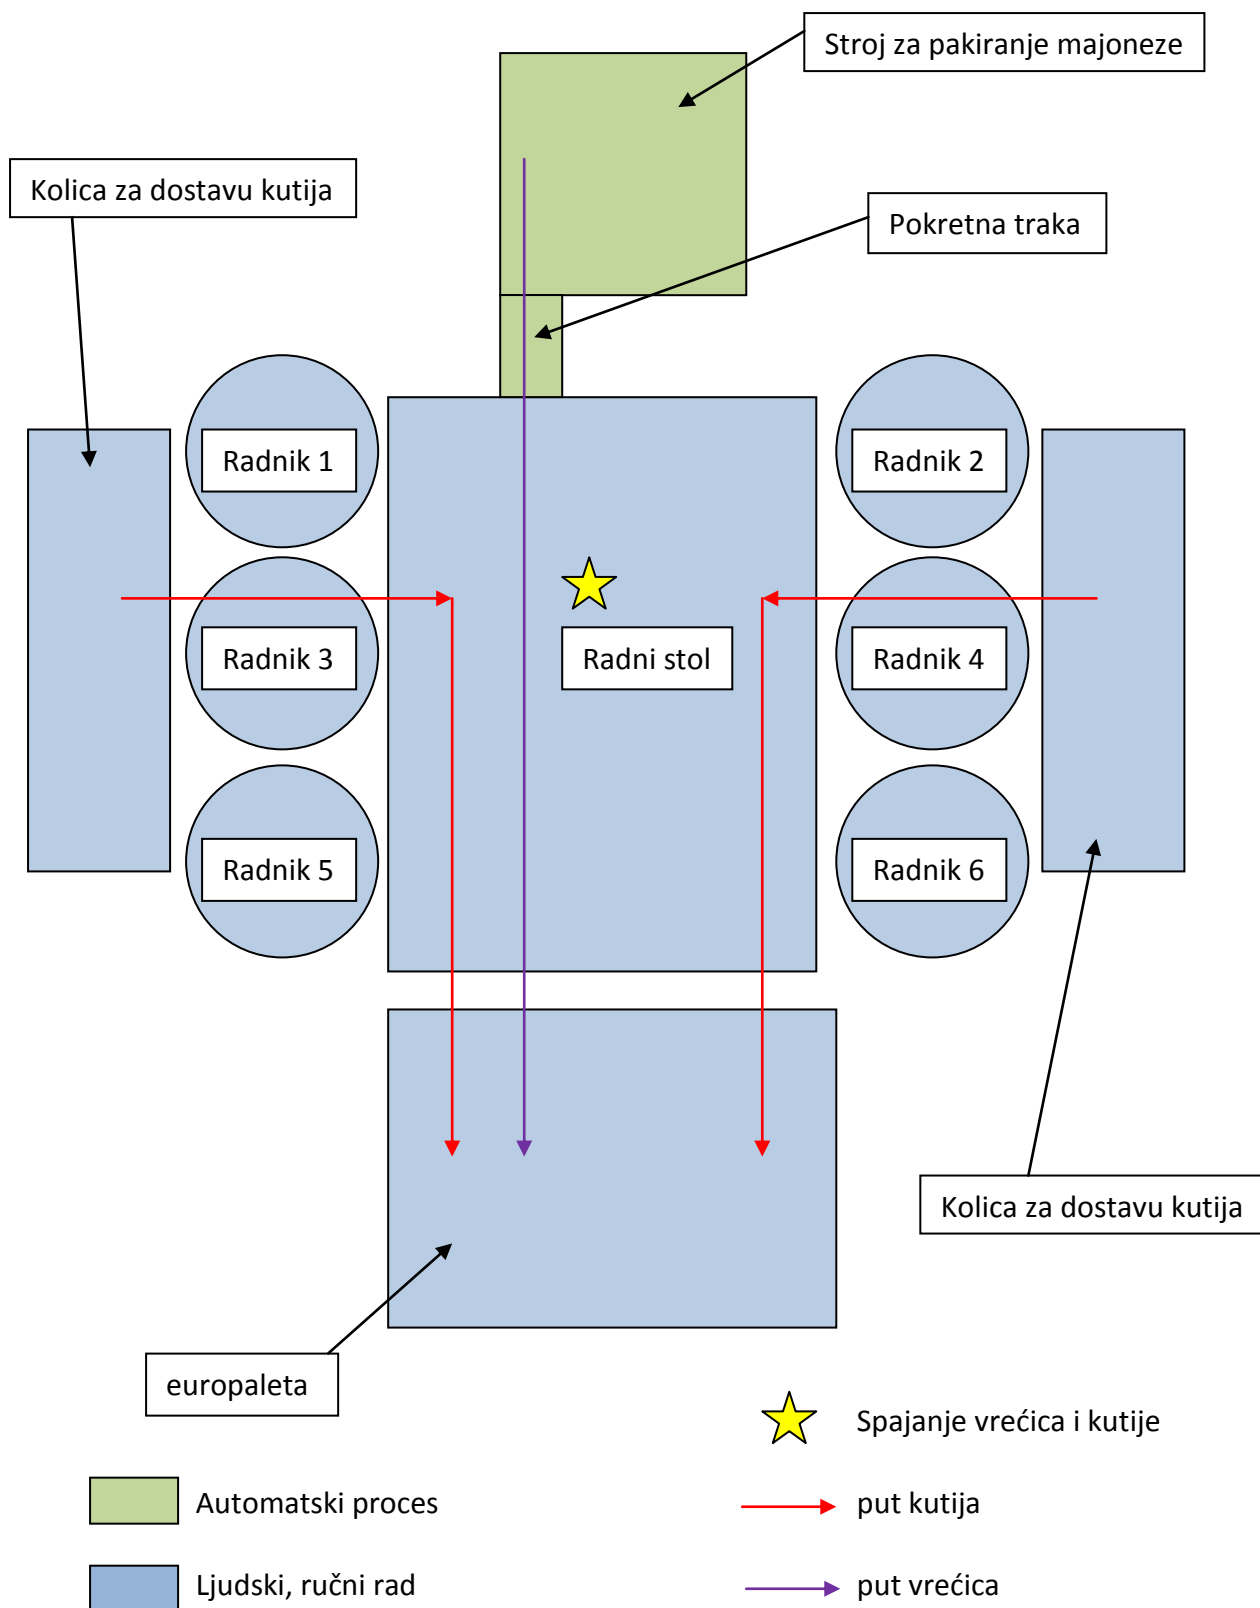 Stroj za pakiranje majoneze
Kolica za dostavu kutija
Pokretna traka
Radnik 1
Radnik 2
Radnik 3
Radni stol
Radnik 4
Radnik 5
Radnik 6
Kolica za dostavu kutija
europaleta
Spajanje vrećica i kutije
Automatski proces
put kutija
Ljudski, ručni rad
put vrećica